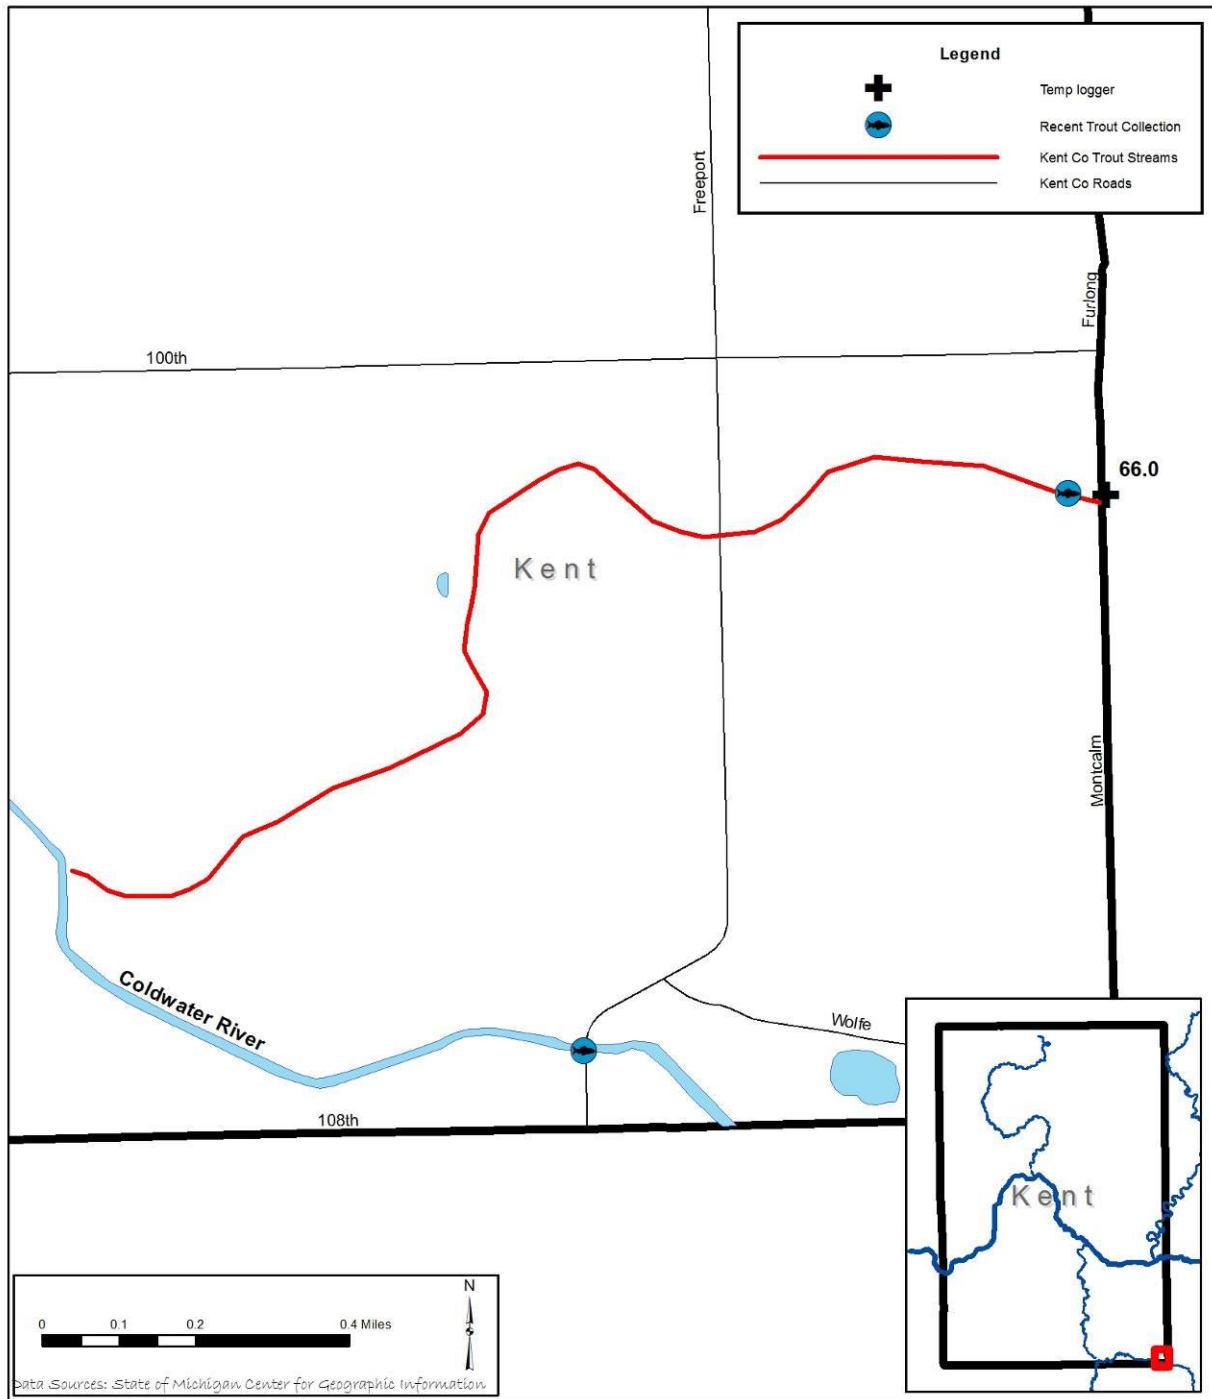 Legend
Temp logger
Recent Trout Collection
Kent Co Trout Streams
Kent Co Roads
Freeport
Furlong
100th
66.0
Kent
Montcalm
Coldwater River
Wolfe
108th
Kent
N
0 0.1 0.2 0.4 Miles
Data Sources: State of Michigan Center for Geographic Information